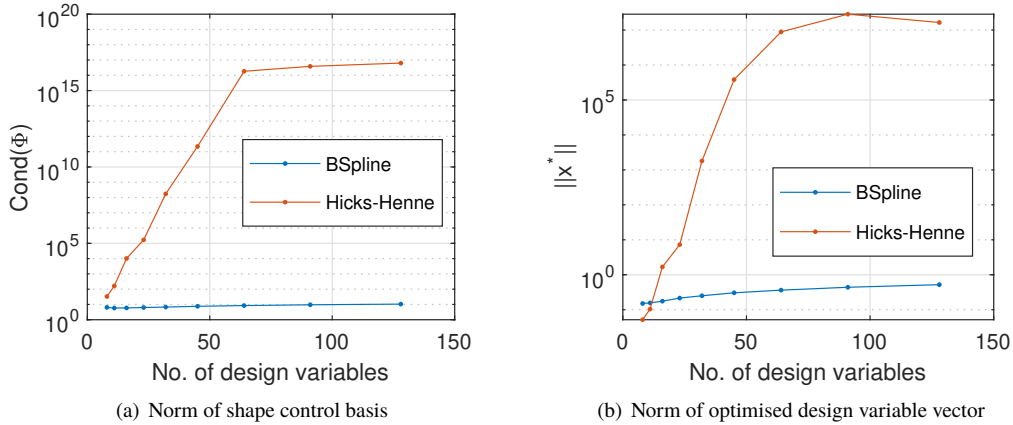 10^20
10^15
10^10
10^5
10^0
Cond(Φ)
BSpline
Hicks-Henne
0
50
100
150
No. of design variables
(a) Norm of shape control basis
10^5
10^0
||x^*||
BSpline
Hicks-Henne
0
50
100
150
No. of design variables
(b) Norm of optimised design variable vector